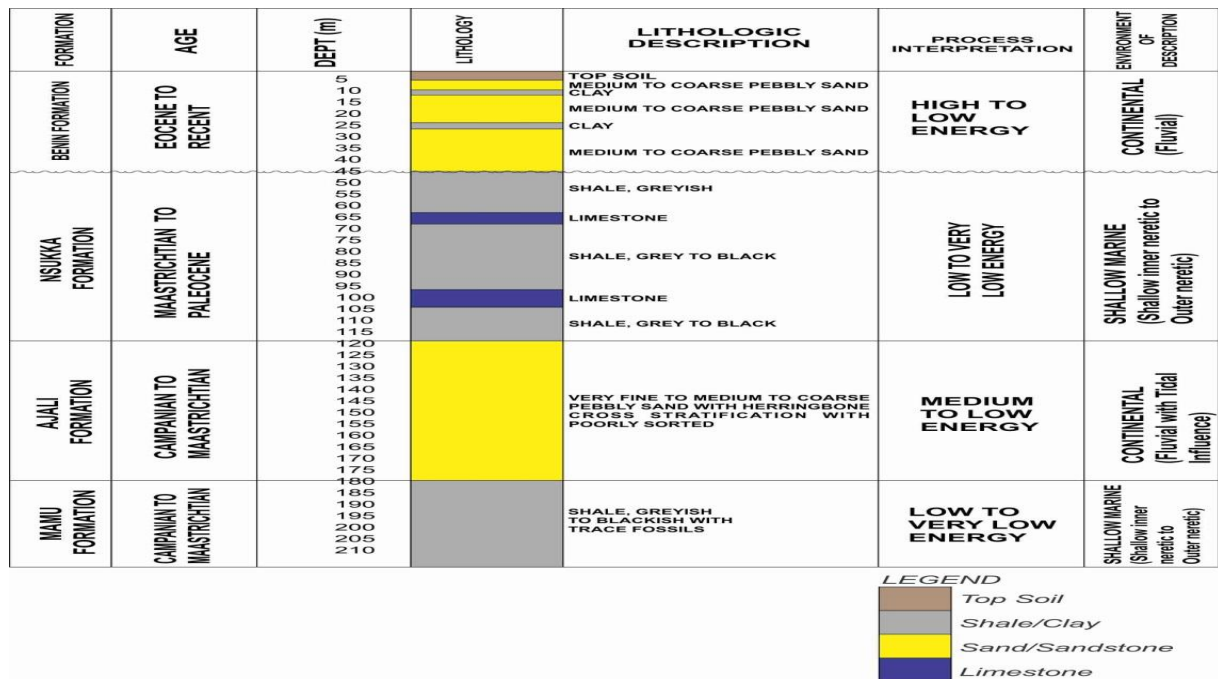 FORMATION
AGE
DEPT (m)
LITHOLOGY
LITHOLOGIC
DESCRIPTION
PROCESS
INTERPRETATION
ENVIRONMENT
OF
DESCRIPTION
BENIN FORMATION
EOCENE TO
RECENT
5
10
15
20
25
30
35
40
45
TOP SOIL
MEDIUM TO COARSE PEBBLY SAND
CLAY
MEDIUM TO COARSE PEBBLY SAND
CLAY
MEDIUM TO COARSE PEBBLY SAND
HIGH TO
LOW
ENERGY
CONTINENTAL
(Fluvial)
NSUKKA
FORMATION
MAASTRICHTIAN TO
PALEOCENE
50
55
60
65
70
75
80
85
90
95
100
105
110
115
SHALE, GREYISH
LIMESTONE
SHALE, GREY TO BLACK
LIMESTONE
SHALE, GREY TO BLACK
LOW TO VERY
LOW ENERGY
SHALLOW MARINE
(Shallow inner neretic to
Outer neretic)
AJALI
FORMATION
CAMPANIAN TO
MAASTRICHTIAN
120
125
130
135
140
145
150
155
160
165
170
175
VERY FINE TO MEDIUM TO COARSE
PEBBLY SAND WITH HERRINGBONE
CROSS STRATIFICATION WITH
POORLY SORTED
MEDIUM
TO LOW
ENERGY
CONTINENTAL
(Fluvial with Tidal
Influence)
MAMU
FORMATION
CAMPANIAN TO
MAASTRICHTIAN
180
185
190
195
200
205
210
SHALE, GREYISH
TO BLACKISH WITH
TRACE FOSSILS
LOW TO
VERY LOW
ENERGY
SHALLOW MARINE
(Shallow inner
neretic to
Outer neretic)
LEGEND
Top Soil
Shale/Clay
Sand/Sandstone
Limestone